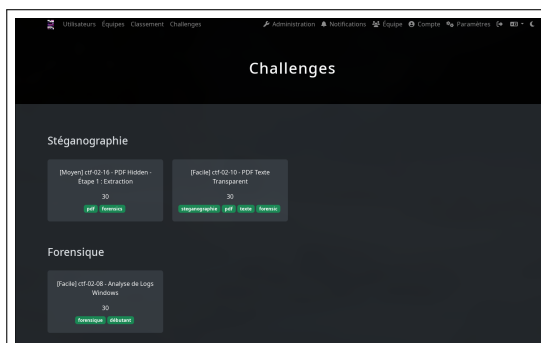 Utilisateurs Équipes Classement Challenges
Administration Notifications Équipe Compte Paramètres
Challenges
Stéganographie
[Moyen] ctf-02-16 - PDF Hidden - Etape 1 : Extraction
30
pdf forensics
[Facile] ctf-02-10 - PDF Texte Transparent
30
steganographie pdf texte forensic
Forensique
[Facile] ctf-02-08 - Analyse de Logs Windows
30
forensique débutant